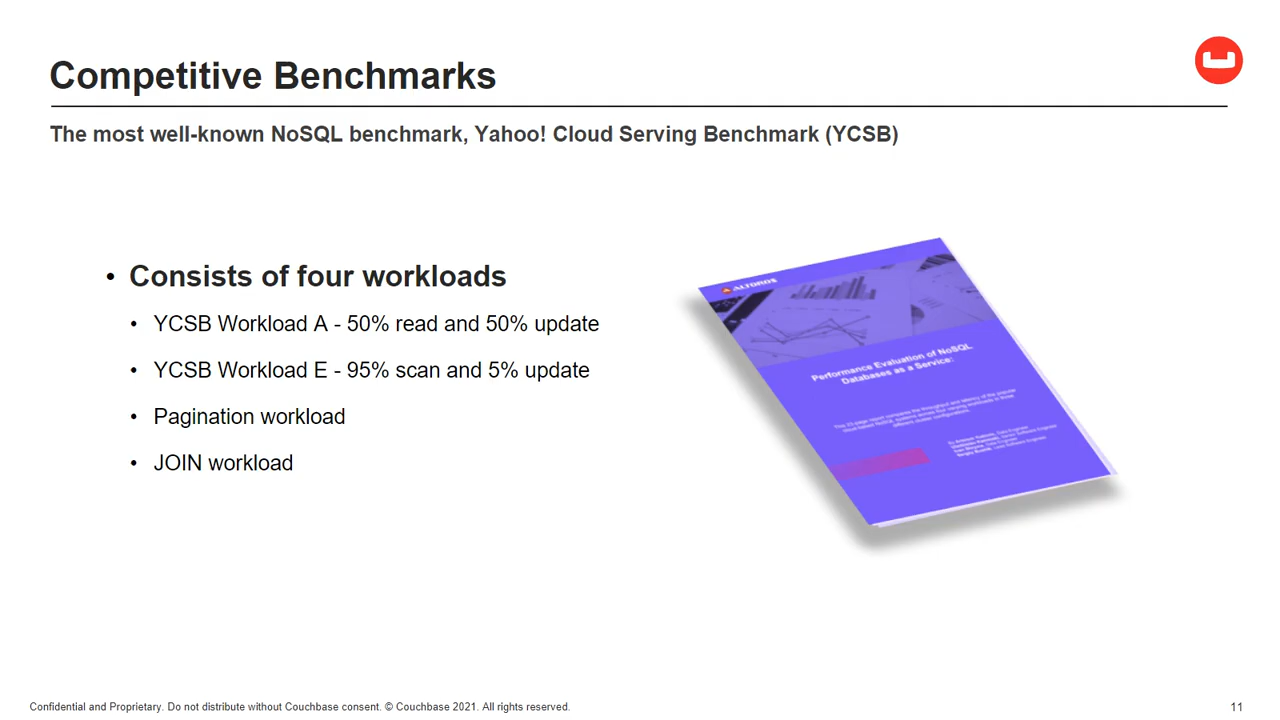 Competitive Benchmarks
The most well-known NoSQL benchmark, Yahoo! Cloud Serving Benchmark (YCSB)
• Consists of four workloads
• YCSB Workload A - 50% read and 50% update
• YCSB Workload E - 95% scan and 5% update
• Pagination workload
• JOIN workload
ALTOROS
Performance Evaluation of NoSQL
Databases as a Service:
Confidential and Proprietary. Do not distribute without Couchbase consent. © Couchbase 2021. All rights reserved.
11